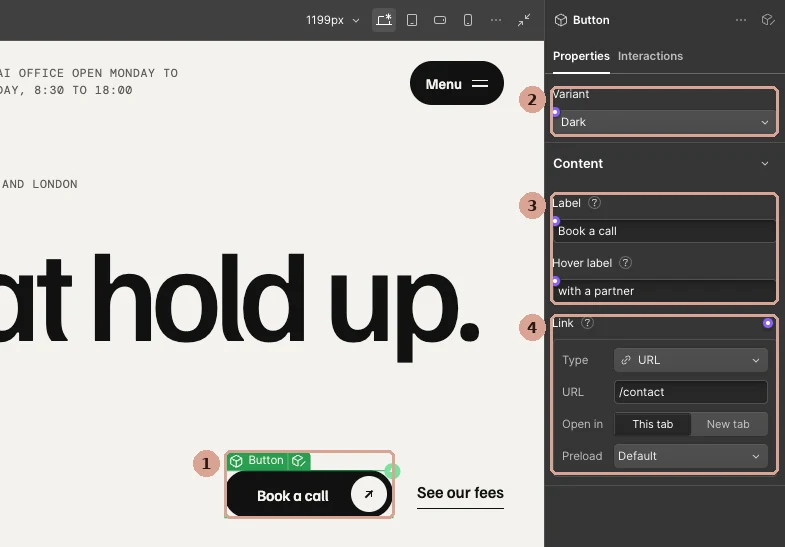 1199px
Button
Properties Interactions
AI OFFICE OPEN MONDAY TO
DAY, 8:30 TO 18:00
Menu
2
Variant
Dark
Content
AND LONDON
3
Label ?
Book a call
Hover label ?
with a partner
at hold up.
4
Link ?
Type URL
URL /contact
Open in This tab New tab
Preload Default
1
Button
Book a call
See our fees